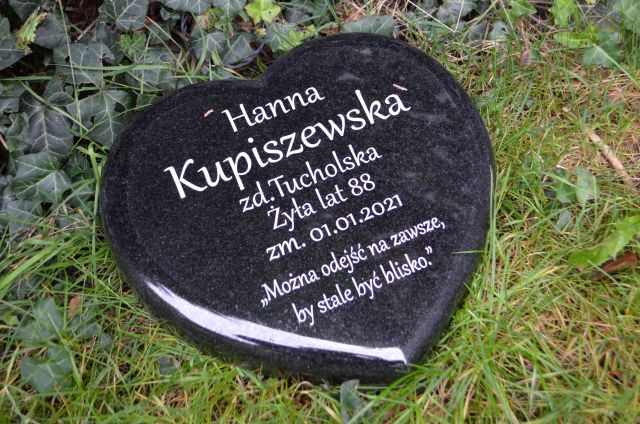 Hanna
Kupiszewska
zd.Tucholska
Żyła lat 88
zm. 01.01.2021
„Można odejść na zawsze,
by stale być blisko.”